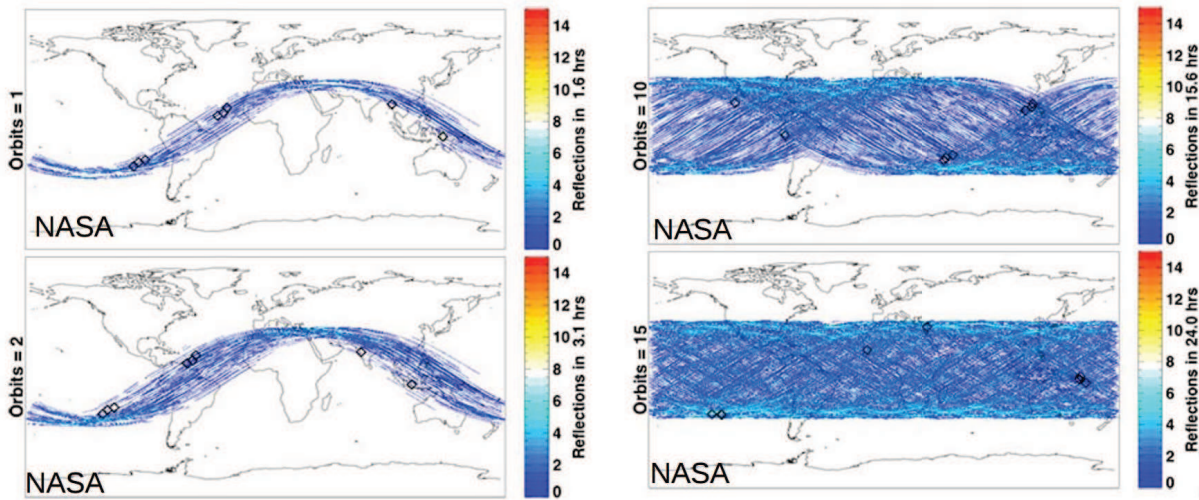 Orbits = 1
14
12
10
8
6
4
2
0
Reflections in 1.6 hrs
NASA
Orbits = 10
14
12
10
8
6
4
2
0
Reflections in 15.6 hrs
NASA
Orbits = 2
14
12
10
8
6
4
2
0
Reflections in 3.1 hrs
NASA
Orbits = 15
14
12
10
8
6
4
2
0
Reflections in 24.0 hrs
NASA